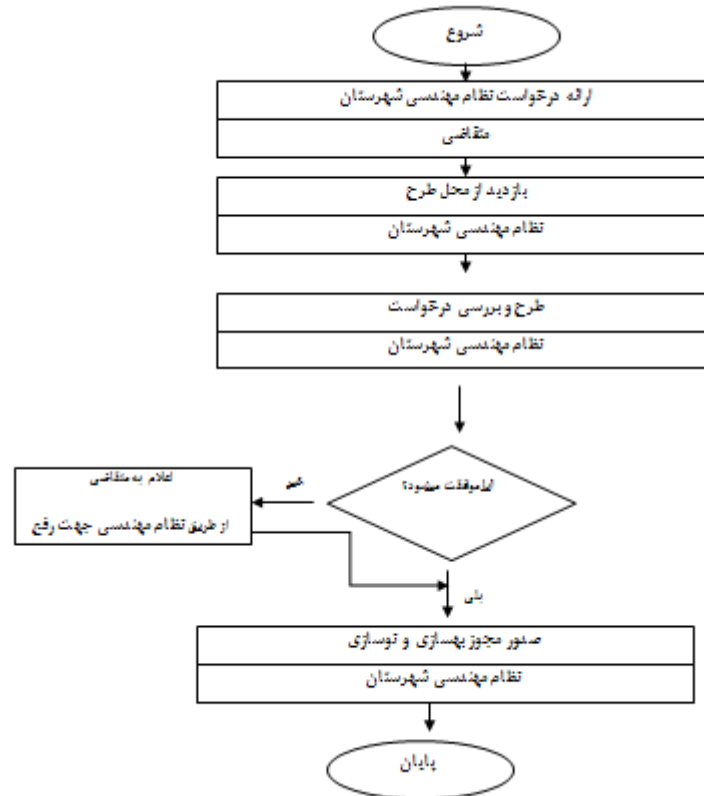 شروع
ارائه درخواست نظام مهندسی شهرستان
متقاضی
بازدید از محل طرح
نظام مهندسی شهرستان
طرح و بررسی درخواست
نظام مهندسی شهرستان
ایاموافقت میشود؟
خیر
اعلام به متقاضی
از طریق نظام مهندسی جهت رفع
بلی
صدور مجوز بهسازی و نوسازی
نظام مهندسی شهرستان
پایان